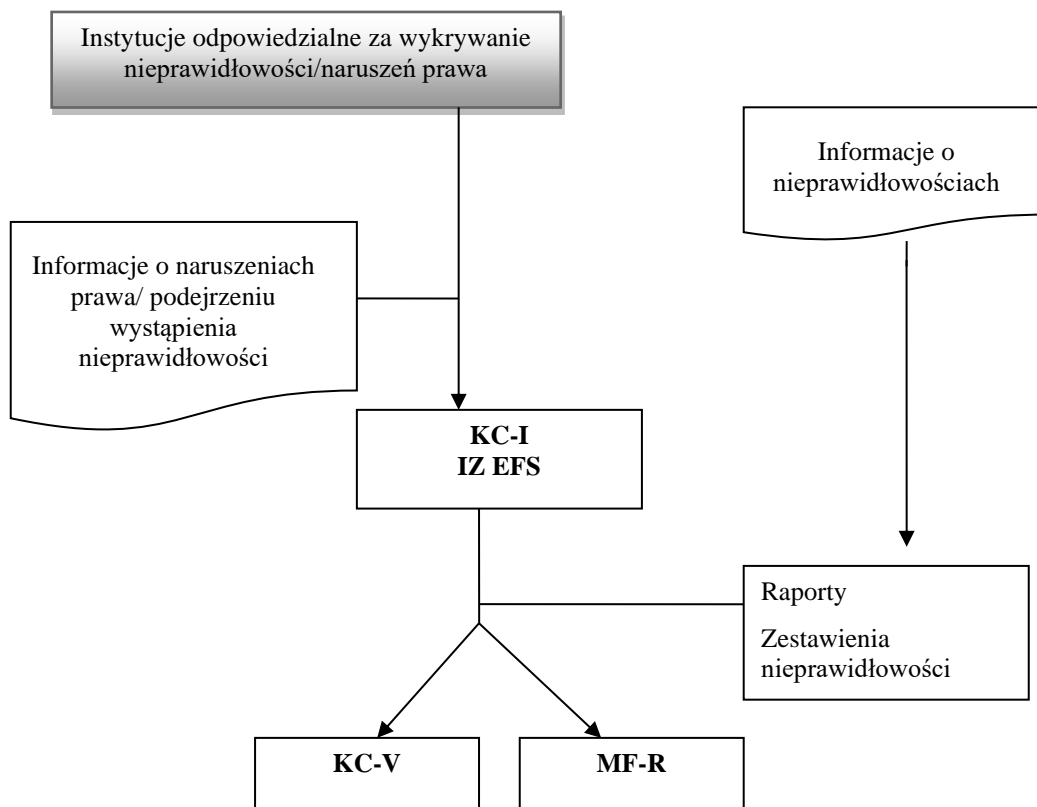 Instytucje odpowiedzialne za wykrywanie
nieprawidłowości/naruszeń prawa
Informacje o
nieprawidłowościach
Informacje o naruszeniach
prawa/ podejrzeniu
wystąpienia
nieprawidłowości
KC-I
IZ EFS
Raporty
Zestawienia
nieprawidłowości
KC-V
MF-R